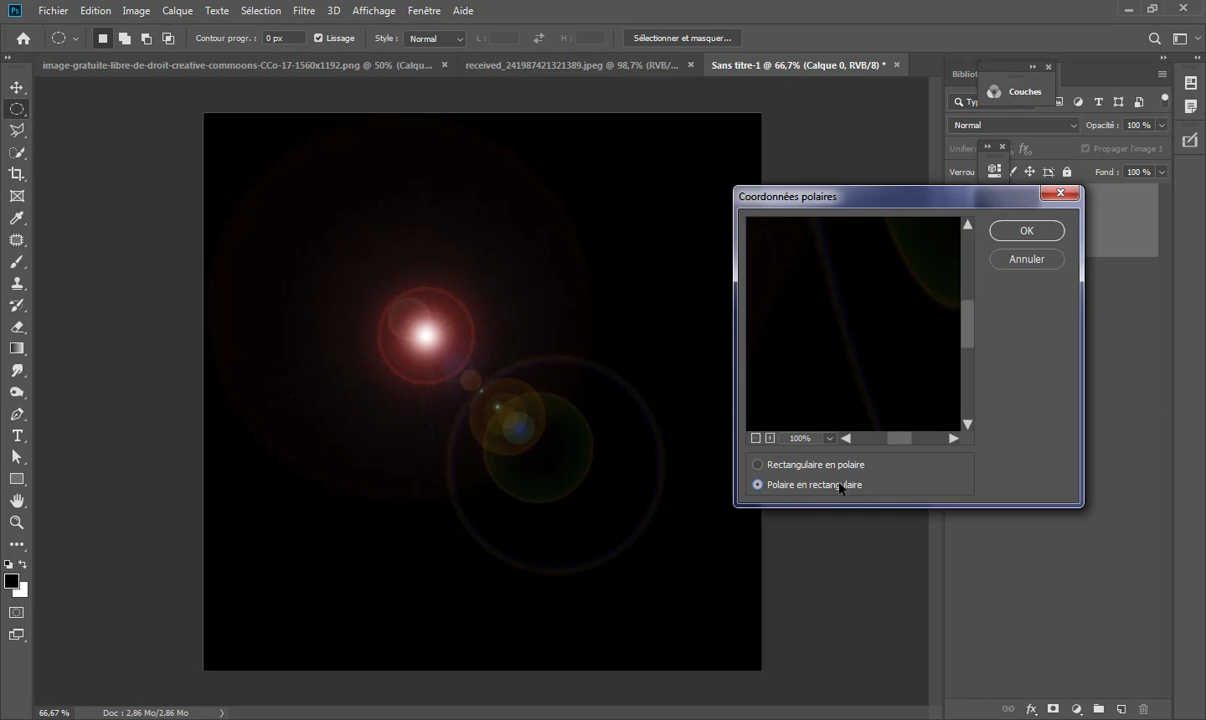 Ps Fichier Edition Image Calque Texte Sélection Filtre 3D Affichage Fenêtre Aide
Contour progr. : 0 px Lissage Style : Normal L : H : Sélectionner et masquer...
image-gratuite-libre-de-droit-creative-commoons-CCo-17-1560x1192.png @ 50% (Calqu... × received_241987421321389.jpeg @ 98,7% (RVB/... × Sans titre-1 @ 66,7% (Calque 0, RVB/8) * ×
Couches
Normal Opacité : 100 %
Unifier: Propager l'image 1
Verrou Fond : 100 %
Coordonnées polaires
OK
Annuler
100%
Rectangulaire en polaire
Polaire en rectangulaire
66,67 % Doc : 2,86 Mo/2,86 Mo